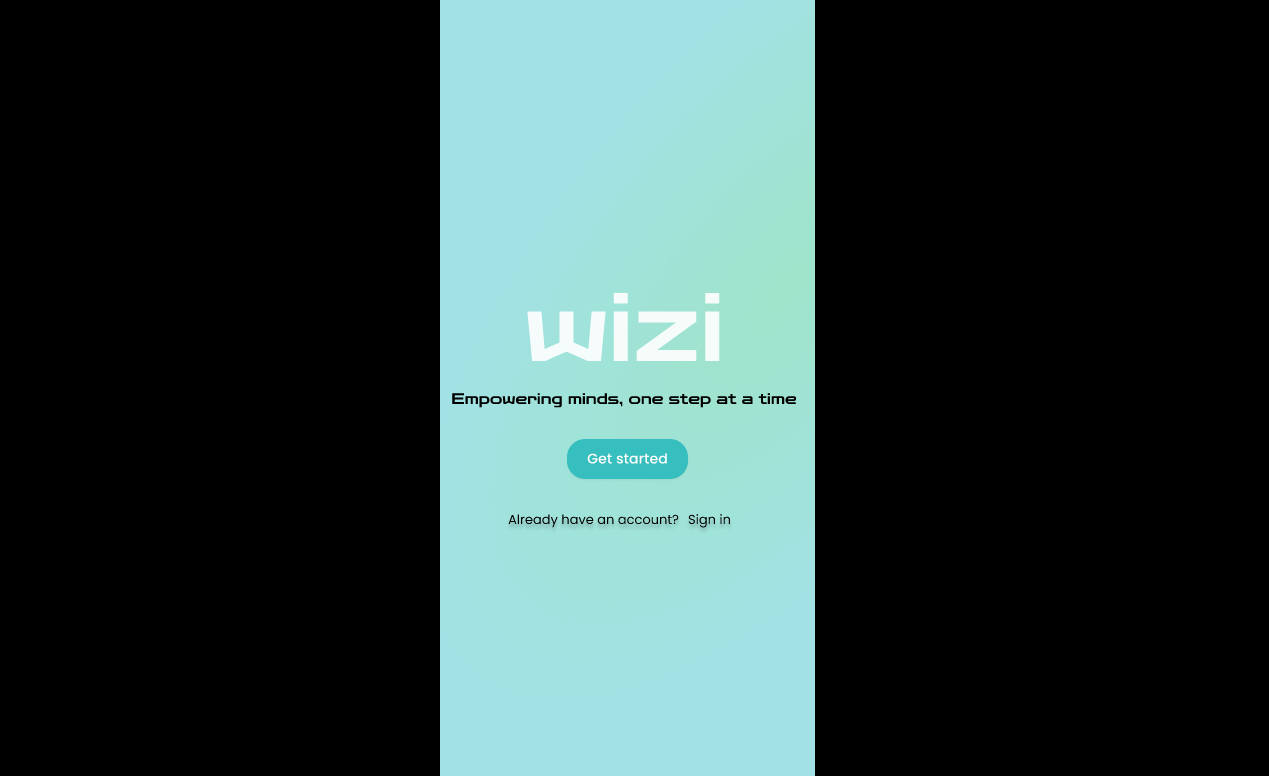 wizi
Empowering minds, one step at a time
Get started
Already have an account? Sign in